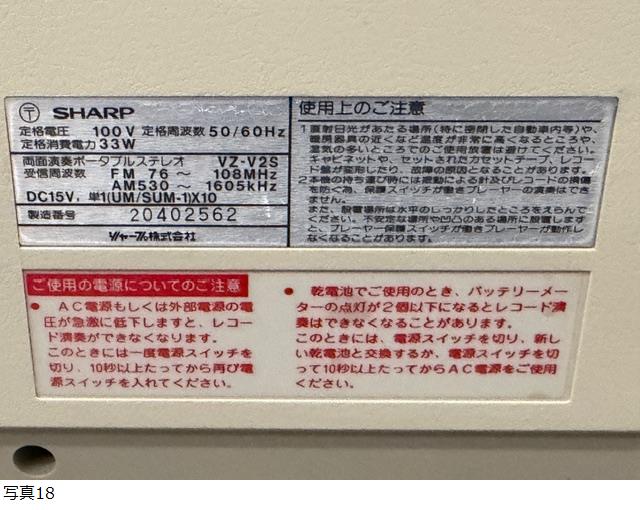 〒 SHARP
定格電圧 100V 定格周波数 50/60Hz
定格消費電力 33W
両面演奏ポータブルステレオ VZ-V2S
受信周波数 FM 76～108MHz
AM530～1605kHz
DC15V, 単1(UM/SUM-1)X10
製造番号 20402562
シャープ株式会社
使用上のご注意
1直射日光があたる場所(特に密閉した自動車内等)や、
暖房器具の近くなど温度が非常に高くなるところや、
湿気の多いところでのご使用や放置は避けてください。
キャビネットや、セットされたカセットテープ、レコード
盤が変形したり、故障の原因となることがあります。
2本機の持ち運び時には振動による針及びレコードの損傷
を防ぐ為、保護スイッチが働きプレーヤーが演奏しま
せん。
また、設置場所は水平のしっかりしたところをえらんで
ください。不安定な場所や凹凸のある場所に設置します
と、プレーヤー保護スイッチが働きプレーヤーが動作し
なくなることがあります。
ご使用の電源についてのご注意
● AC電源もしくは外部電源の電
圧が急激に低下しますと、レコー
ド演奏ができなくなります。
このときには一度電源スイッチを
切り、10秒以上たってから再び電
源スイッチを入れてください。
● 乾電池でご使用のとき、バッテリーメー
ターの点灯が2個以下になるとレコード演
奏はできなくなることがあります。
このときには、電源スイッチを切り、新し
い乾電池と交換するか、電源スイッチを切
って10秒以上たってからAC電源をご使用
ください。
写真18